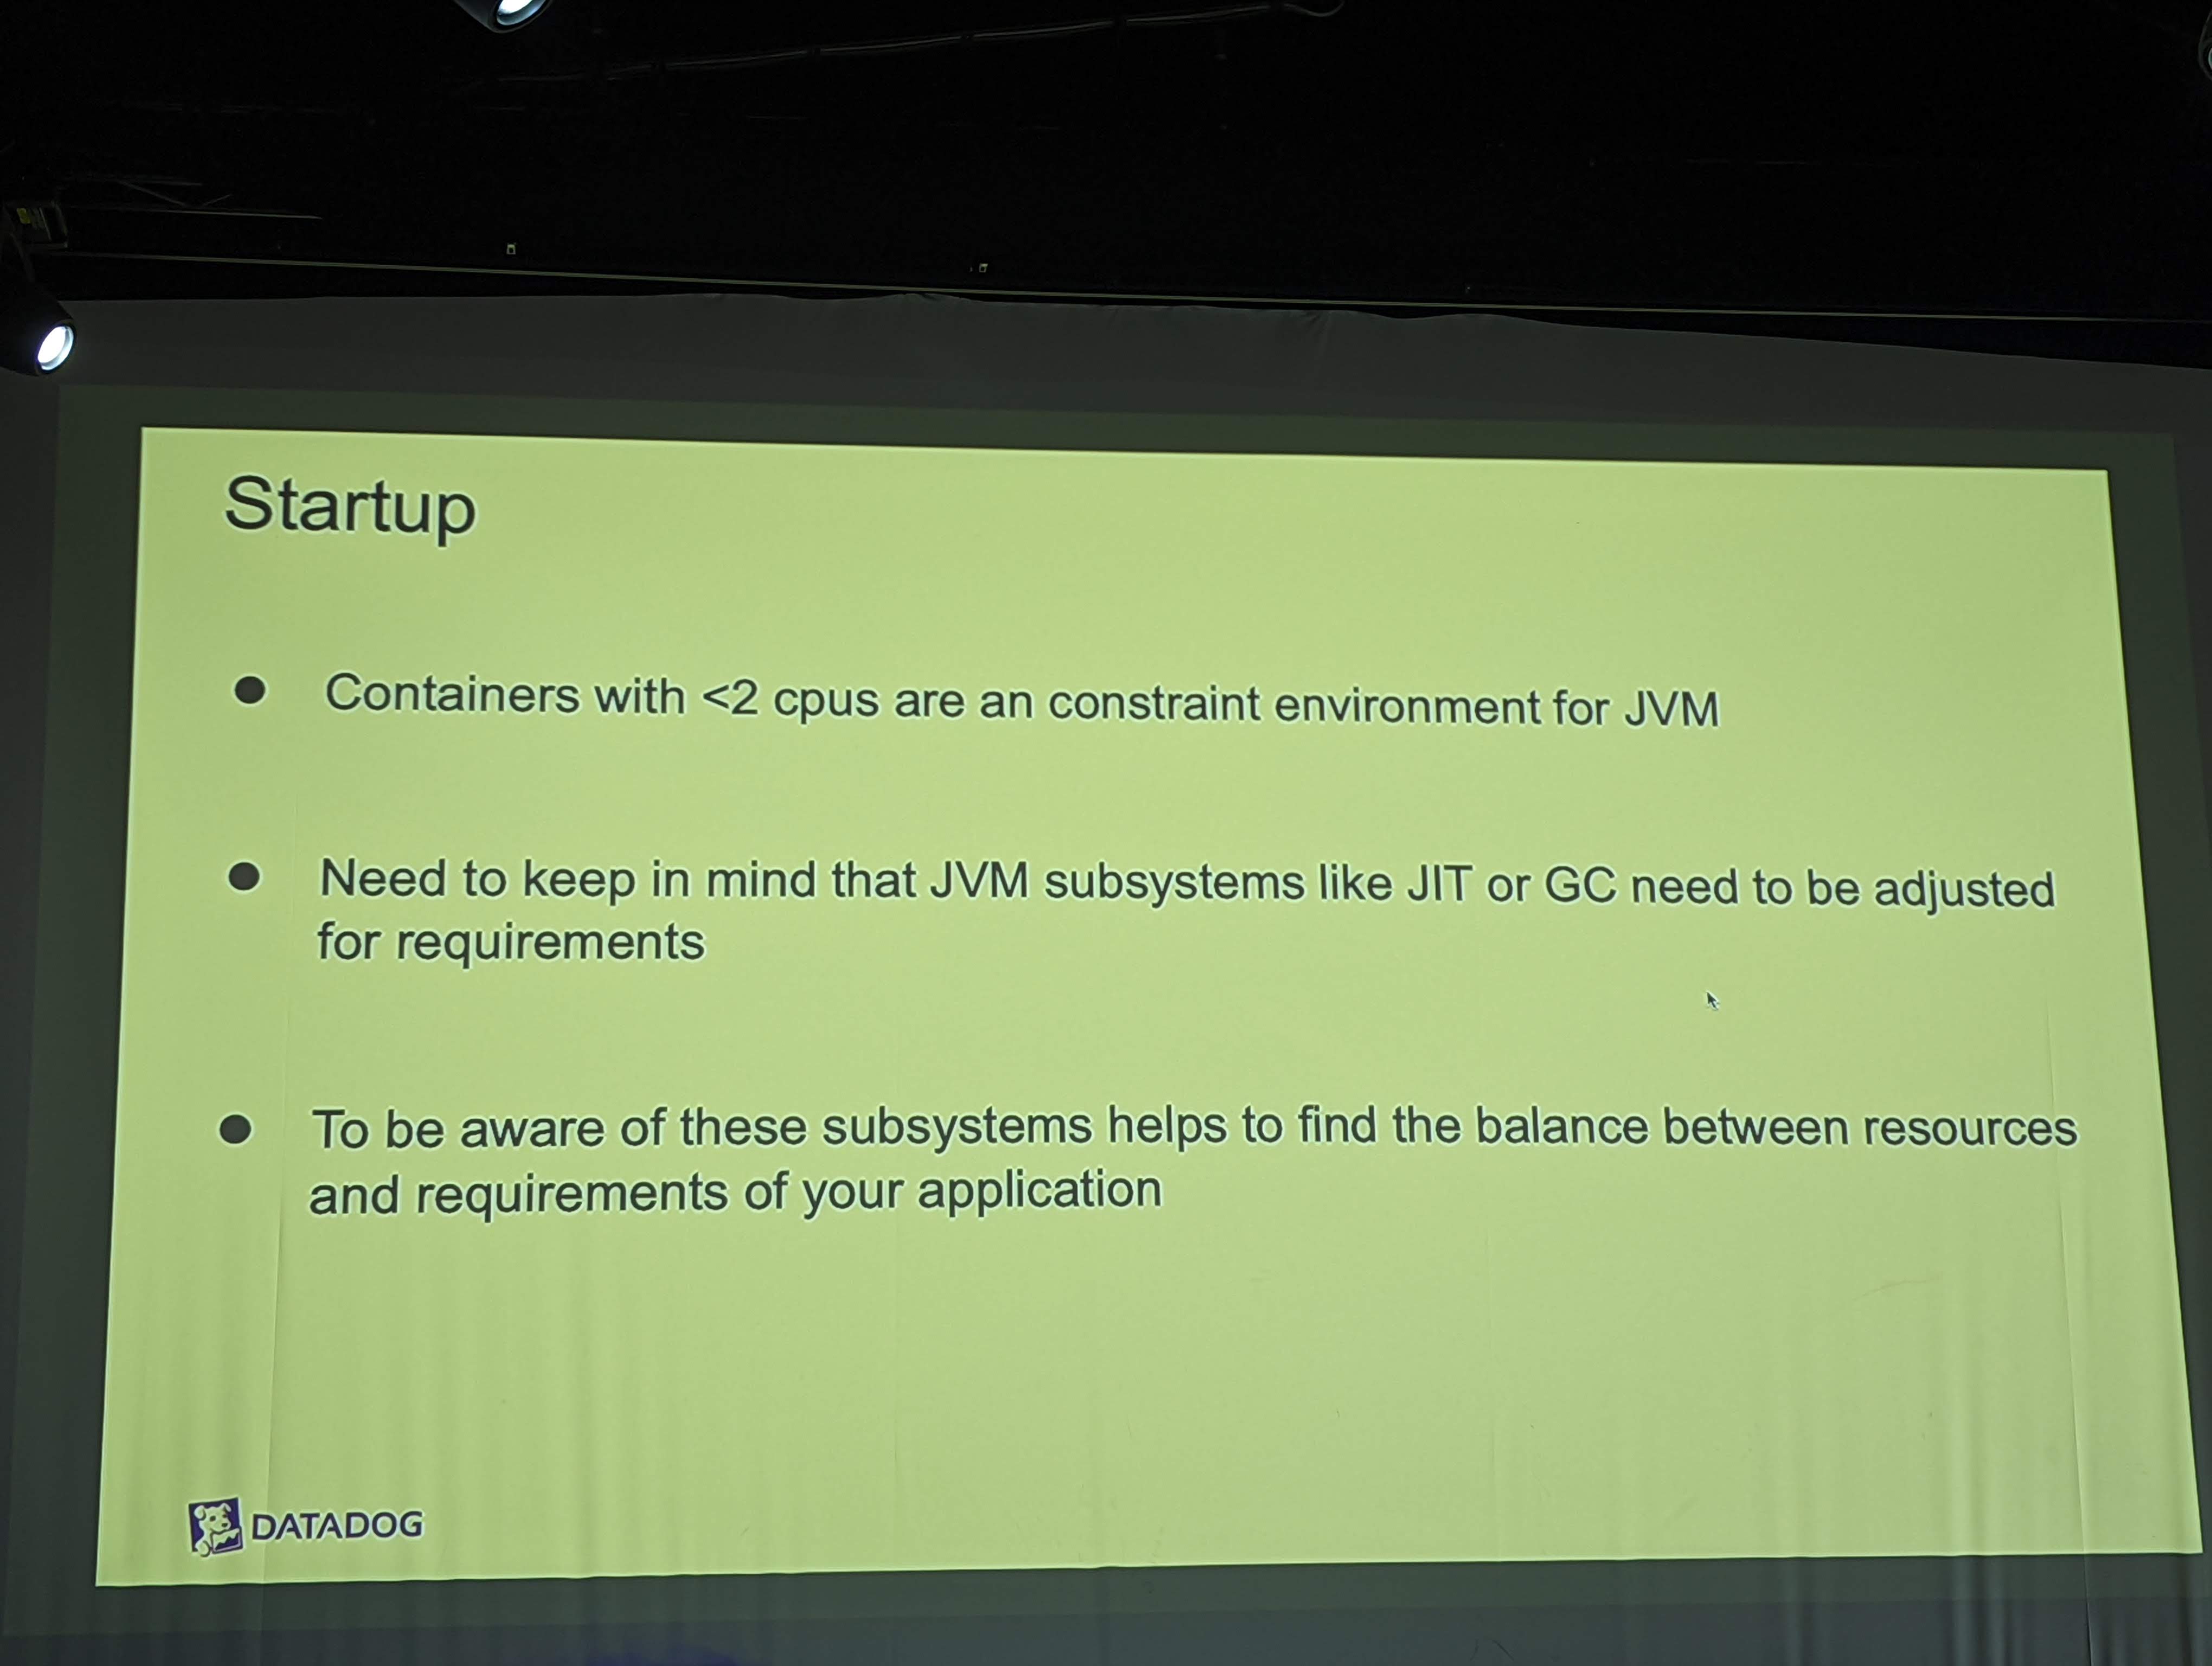 Startup
● Containers with <2 cpus are an constraint environment for JVM
● Need to keep in mind that JVM subsystems like JIT or GC need to be adjusted
for requirements
● To be aware of these subsystems helps to find the balance between resources
and requirements of your application
DATADOG